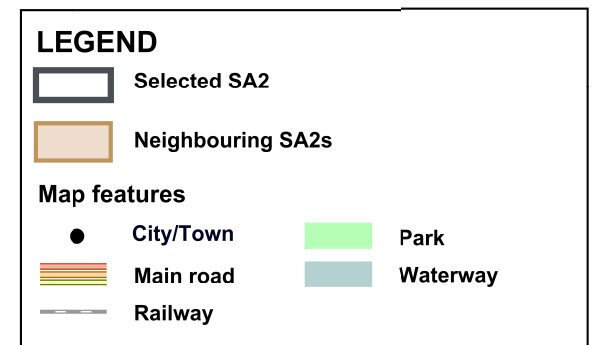 LEGEND
Selected SA2
Neighbouring SA2s
Map features
City/Town
Park
Main road
Waterway
Railway